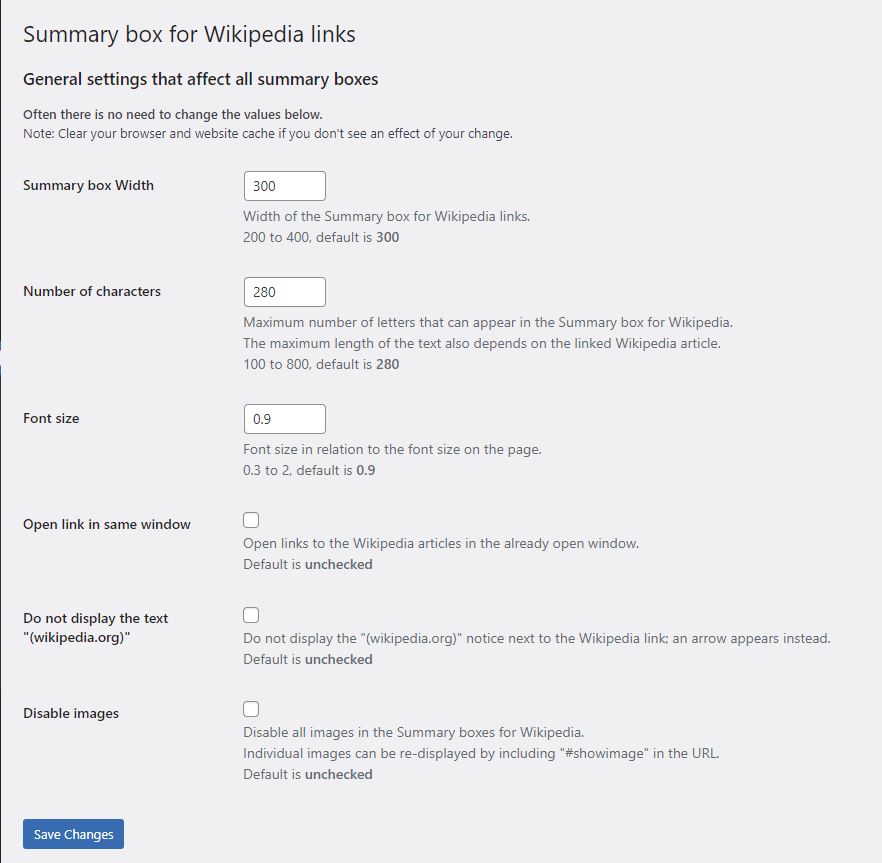 Summary box for Wikipedia links
General settings that affect all summary boxes
Often there is no need to change the values below.
Note: Clear your browser and website cache if you don't see an effect of your change.
Summary box Width
300
Width of the Summary box for Wikipedia links.
200 to 400, default is 300
Number of characters
280
Maximum number of letters that can appear in the Summary box for Wikipedia.
The maximum length of the text also depends on the linked Wikipedia article.
100 to 800, default is 280
Font size
0.9
Font size in relation to the font size on the page.
0.3 to 2, default is 0.9
Open link in same window
Open links to the Wikipedia articles in the already open window.
Default is unchecked
Do not display the text
"(wikipedia.org)"
Do not display the "(wikipedia.org)" notice next to the Wikipedia link; an arrow appears instead.
Default is unchecked
Disable images
Disable all images in the Summary boxes for Wikipedia.
Individual images can be re-displayed by including "#showimage" in the URL.
Default is unchecked
Save Changes